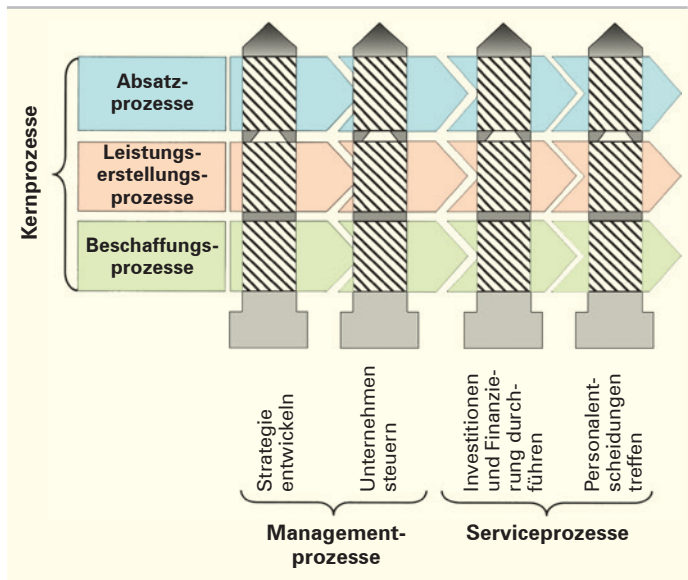 Kernprozesse
Absatz-
prozesse
Leistungs-
erstellungs-
prozesse
Beschaffungs-
prozesse
Strategie
entwickeln
Unternehmen
steuern
Investitionen
und Finanzie-
rung durch-
führen
Personalent-
scheidungen
treffen
Management-
prozesse
Serviceprozesse